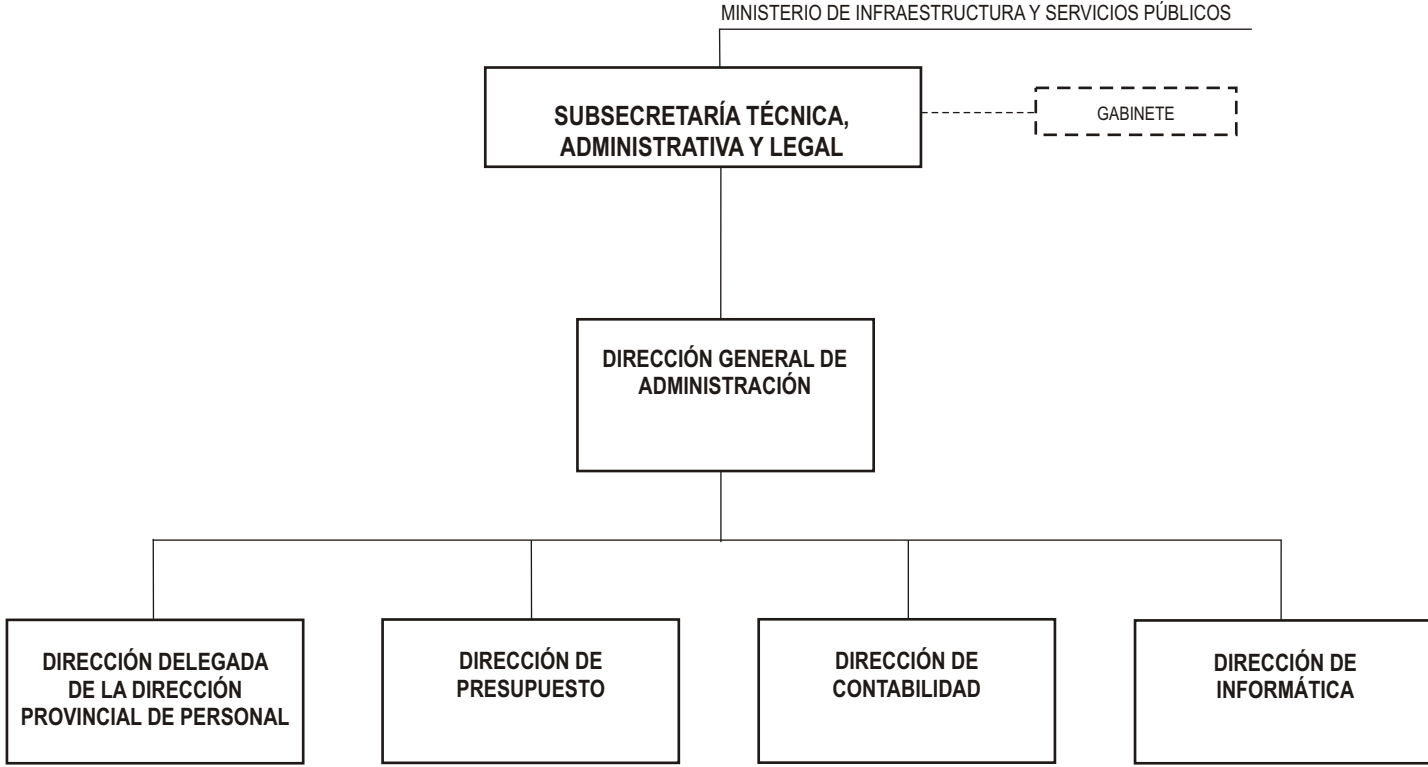 MINISTERIO DE INFRAESTRUCTURA Y SERVICIOS PÚBLICOS
SUBSECRETARÍA TÉCNICA,
ADMINISTRATIVA Y LEGAL
GABINETE
DIRECCIÓN GENERAL DE
ADMINISTRACIÓN
DIRECCIÓN DELEGADA
DE LA DIRECCIÓN
PROVINCIAL DE PERSONAL
DIRECCIÓN DE
PRESUPUESTO
DIRECCIÓN DE
CONTABILIDAD
DIRECCIÓN DE
INFORMÁTICA